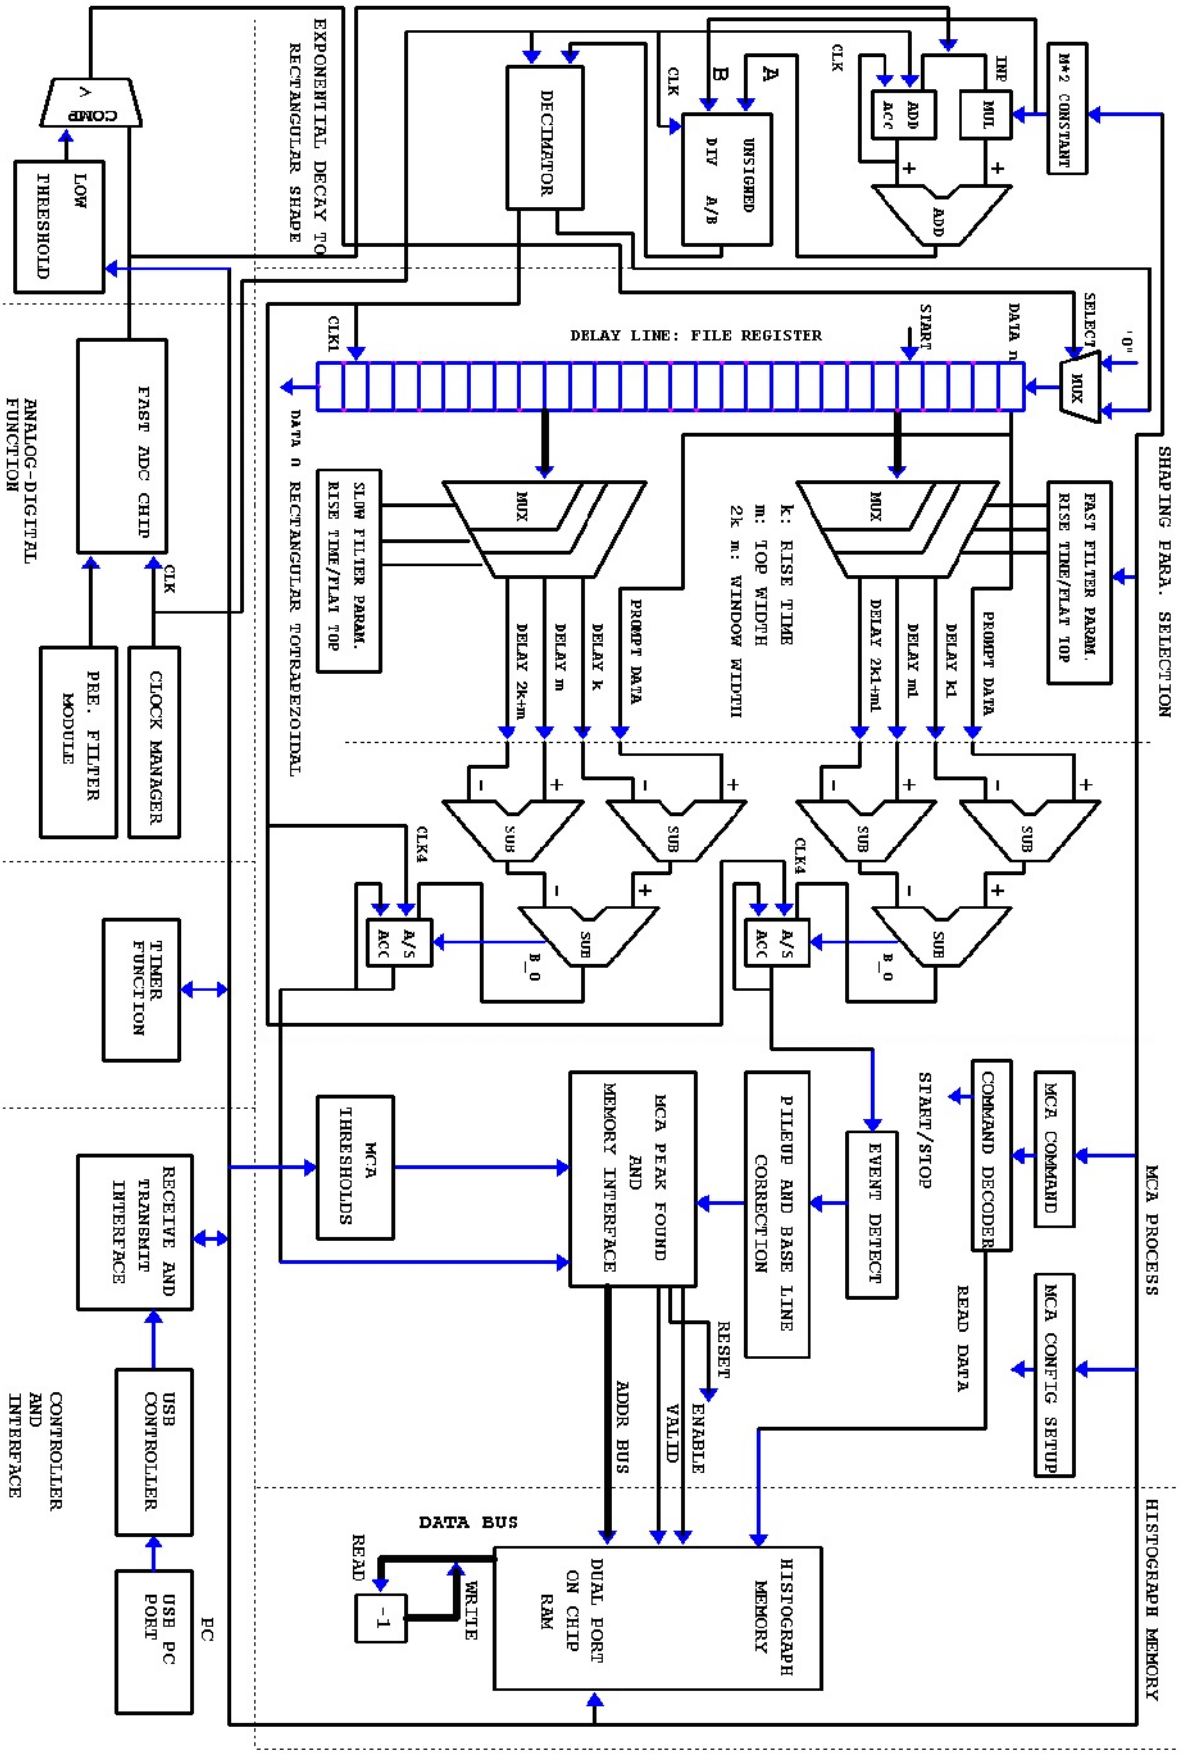 SHAPING PARA. SELECTION
MCA PROCESS
HISTOGRAPH MEMORY
M*2 CONSTANT
INP
MUL
ADD
ACC
CLK
+
+
ADD
A
B
CLK
UNSIGNED
DIV A/B
DECIMATOR
EXPONENTIAL DECAY TO
RECTANGULAR SHAPE
COMP
<
LOW
THRESHOLD
"0"
SELECT
MUX
DATA n
START
DELAY LINE: FILE REGISTER
CLK1
DATA 0
RECTANGULAR TOTRAPEZOIDAL
FAST FILTER PARAM.
RISE TINE/FLAT TOP
MUX
k: RISE TIME
m: TOP WIDTH
2k m: WINDOW WIDTH
MUX
SLOW FILTER PARAM.
RISE TIME/FLAT TOP
PROMPT DATA
DELAY k1
DELAY m1
DELAY 2k1+m1
PROMPT DATA
DELAY k
DELAY m
DELAY 2k+m
FAST ADC CHIP
CLK
ANALOG-DIGITAL
FUNCTION
CLOCK MANAGER
PRE. FILTER
MODULE
+
-
+
-
SUB
SUB
+
-
+
-
SUB
SUB
+
-
SUB
B_0
CLK4
A/S
ACC
+
-
SUB
B_0
CLK4
A/S
ACC
TIMER
FUNCTION
MCA COMMAND
COMMAND DECODER
START/STOP
EVENT DETECT
PILEUP AND BASE LINE
CORRECTION
MCA PEAK FOUND
AND
MEMORY INTERFACE
MCA
THRESHOLDS
MCA CONFIG SETUP
READ DATA
RESET
ENABLE
VALID
ADDR BUS
RECEIVE AND
TRANSMIT
INTERFACE
USB
CONTROLLER
CONTROLLER
AND
INTERFACE
HISTOGRAPH
MEMORY
DUAL PORT
ON CHIP
RAM
DATA BUS
READ
WRITE
-1
PC
USB PC
PORT